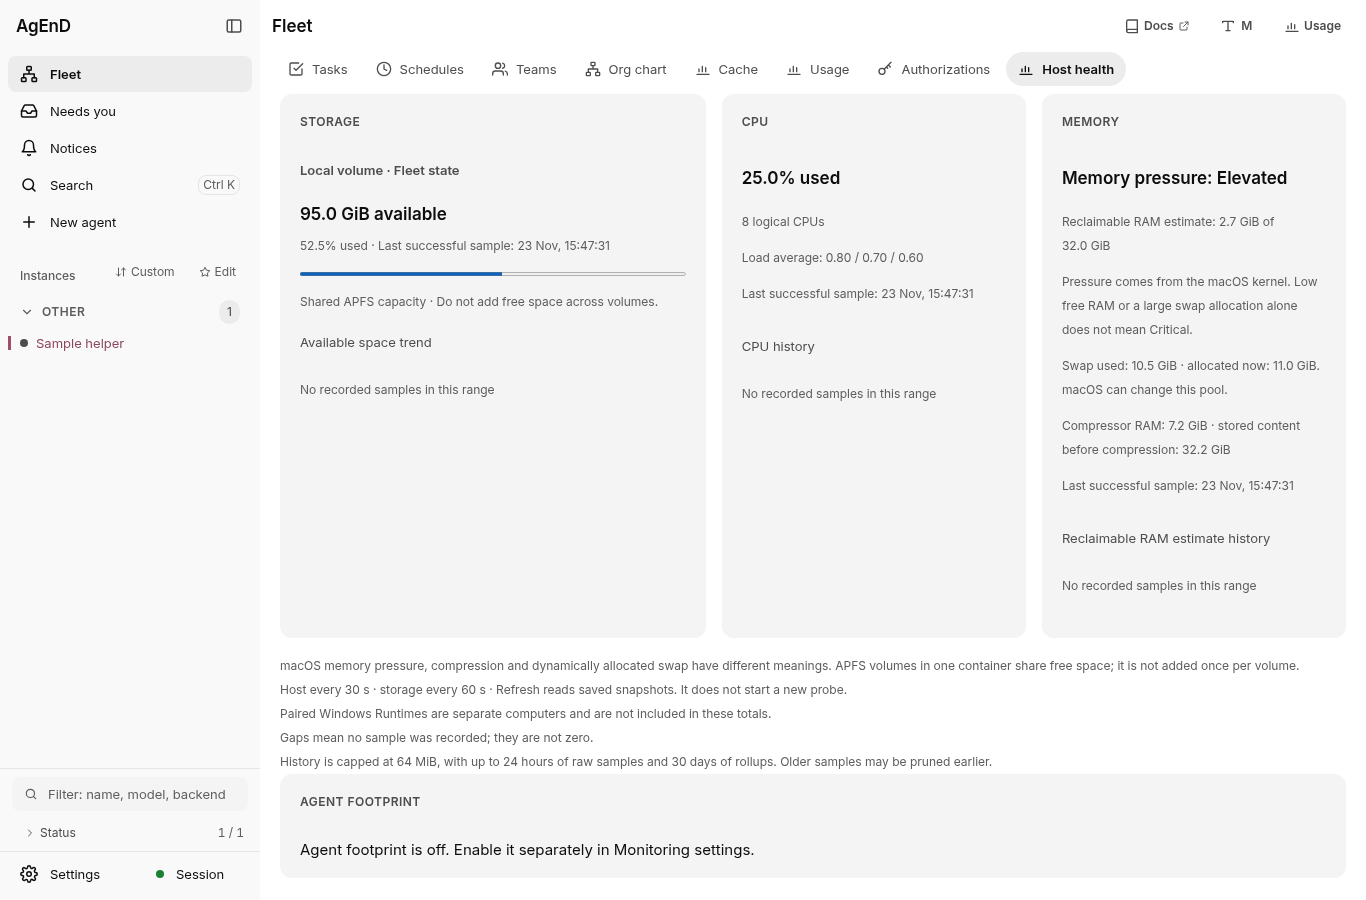 AgEnD
Fleet
Needs you
Notices
Search
Ctrl K
New agent
Instances
Custom
Edit
OTHER
1
Sample helper
Filter: name, model, backend
Status
1 / 1
Settings
Session
Fleet
Docs
M
Usage
Tasks
Schedules
Teams
Org chart
Cache
Usage
Authorizations
Host health
STORAGE
Local volume · Fleet state
95.0 GiB available
52.5% used · Last successful sample: 23 Nov, 15:47:31
Shared APFS capacity · Do not add free space across volumes.
Available space trend
No recorded samples in this range
CPU
25.0% used
8 logical CPUs
Load average: 0.80 / 0.70 / 0.60
Last successful sample: 23 Nov, 15:47:31
CPU history
No recorded samples in this range
MEMORY
Memory pressure: Elevated
Reclaimable RAM estimate: 2.7 GiB of
32.0 GiB
Pressure comes from the macOS kernel. Low
free RAM or a large swap allocation alone
does not mean Critical.
Swap used: 10.5 GiB · allocated now: 11.0 GiB.
macOS can change this pool.
Compressor RAM: 7.2 GiB · stored content
before compression: 32.2 GiB
Last successful sample: 23 Nov, 15:47:31
Reclaimable RAM estimate history
No recorded samples in this range
macOS memory pressure, compression and dynamically allocated swap have different meanings. APFS volumes in one container share free space; it is not added once per volume.
Host every 30 s · storage every 60 s · Refresh reads saved snapshots. It does not start a new probe.
Paired Windows Runtimes are separate computers and are not included in these totals.
Gaps mean no sample was recorded; they are not zero.
History is capped at 64 MiB, with up to 24 hours of raw samples and 30 days of rollups. Older samples may be pruned earlier.
AGENT FOOTPRINT
Agent footprint is off. Enable it separately in Monitoring settings.